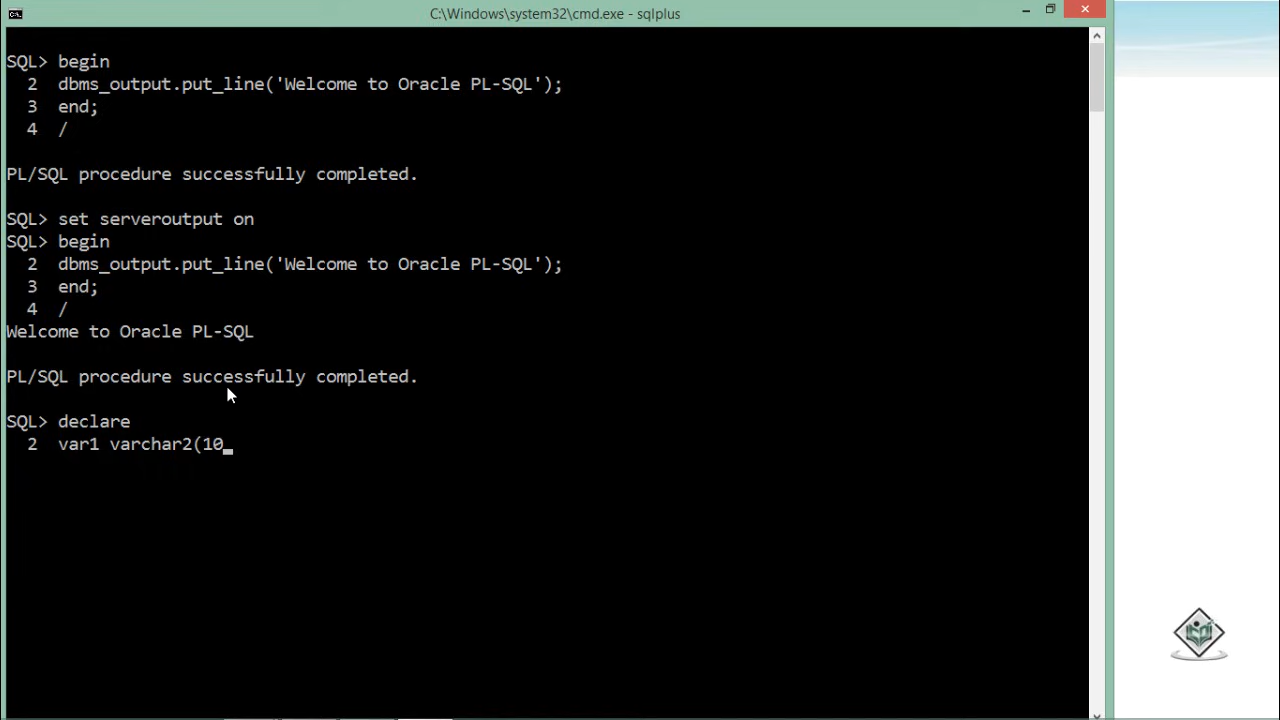 C:\Windows\system32\cmd.exe - sqlplus
SQL> begin
2 dbms_output.put_line('Welcome to Oracle PL-SQL');
3 end;
4 /
PL/SQL procedure successfully completed.
SQL> set serveroutput on
SQL> begin
2 dbms_output.put_line('Welcome to Oracle PL-SQL');
3 end;
4 /
Welcome to Oracle PL-SQL
PL/SQL procedure successfully completed.
SQL> declare
2 var1 varchar2(10_